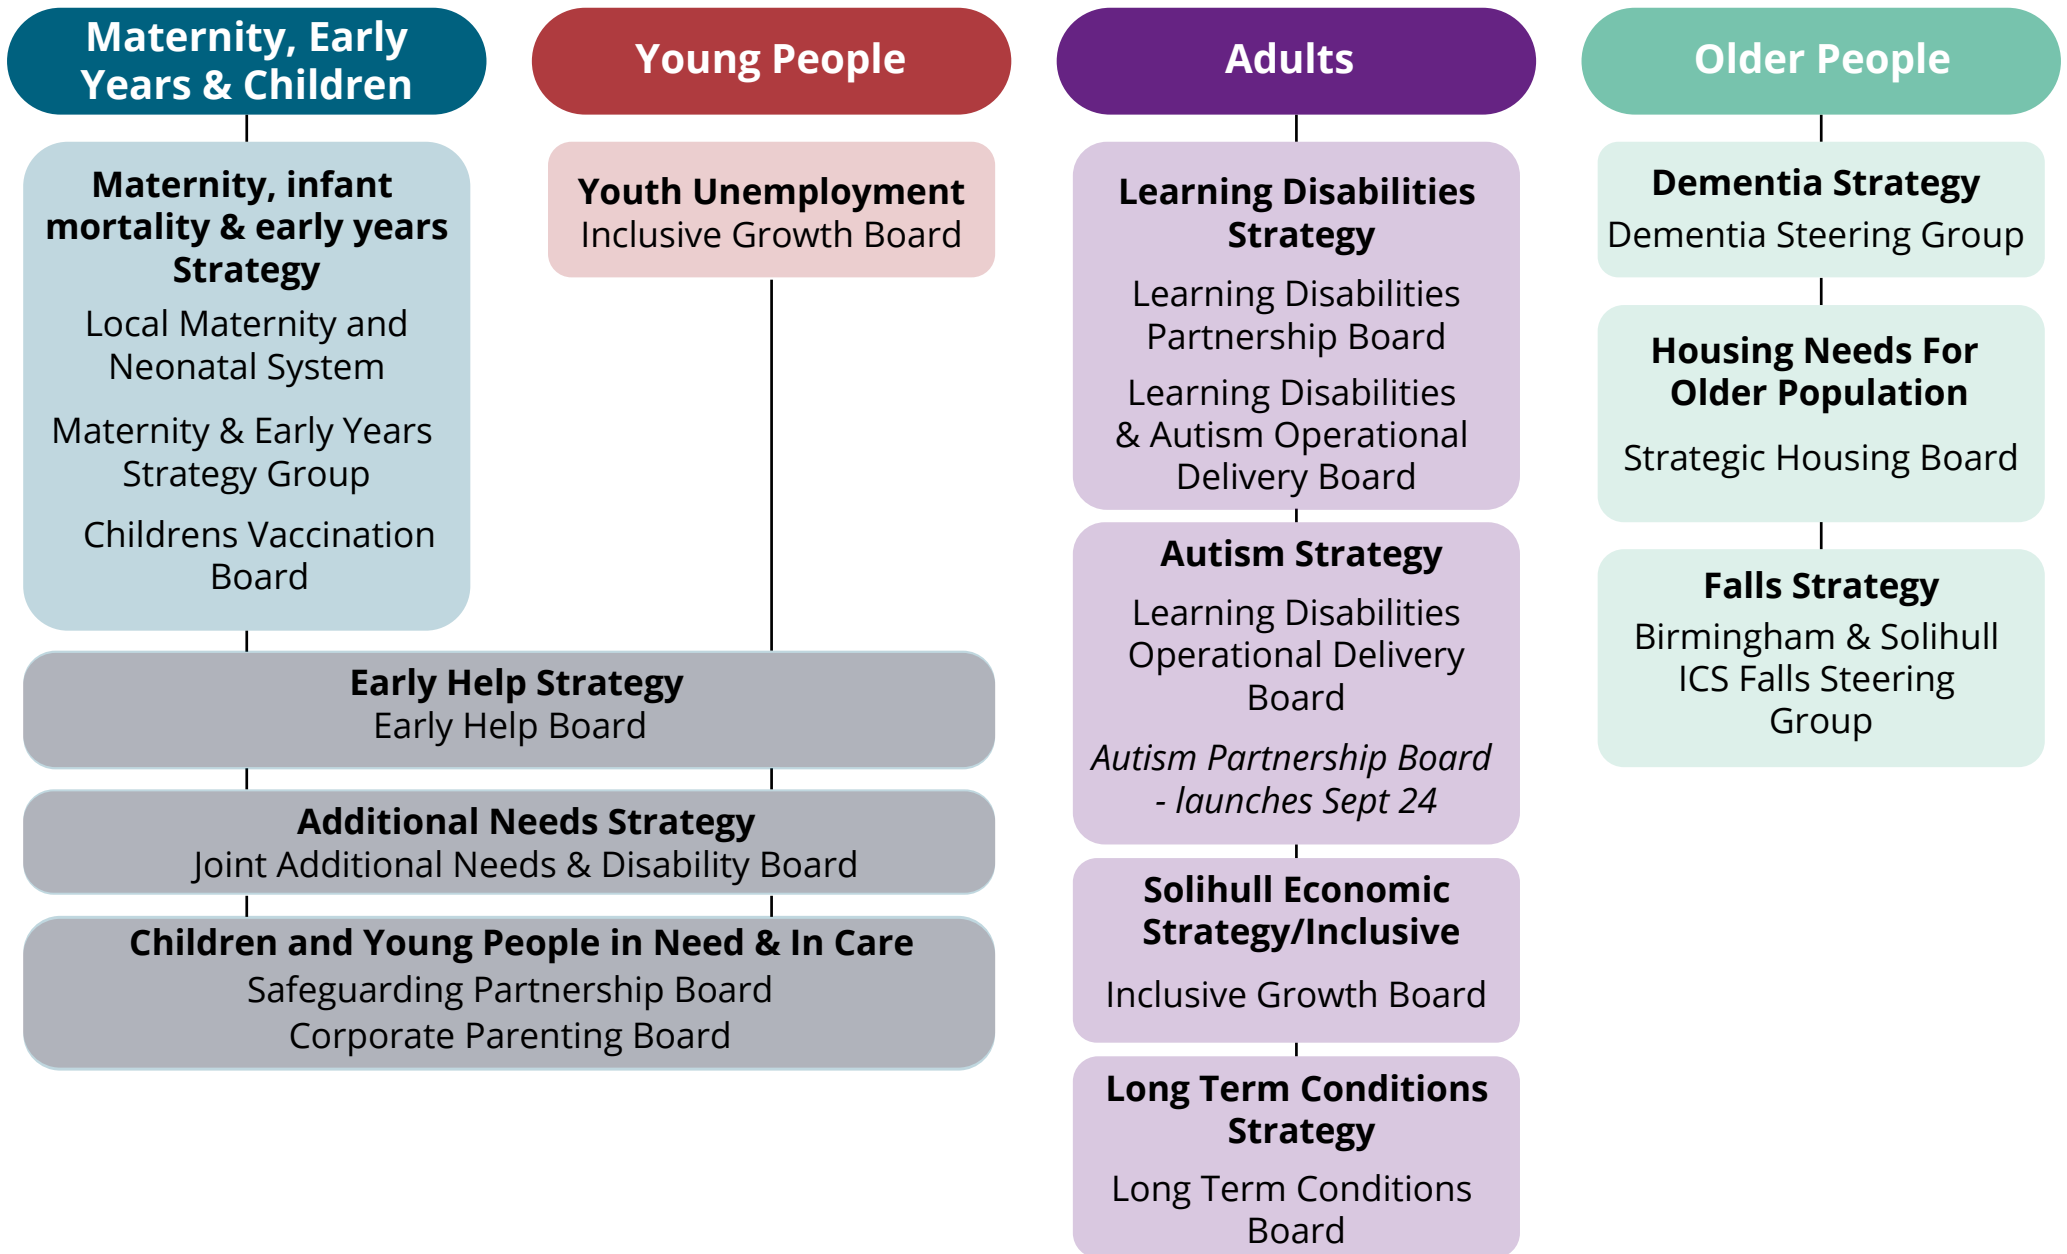 Maternity, Early
Years & Children
Maternity, infant
mortality & early years
Strategy
Local Maternity and
Neonatal System
Maternity & Early Years
Strategy Group
Childrens Vaccination
Board
Young People
Youth Unemployment
Inclusive Growth Board
Early Help Strategy
Early Help Board
Additional Needs Strategy
Joint Additional Needs & Disability Board
Children and Young People in Need & In Care
Safeguarding Partnership Board
Corporate Parenting Board
Adults
Learning Disabilities
Strategy
Learning Disabilities
Partnership Board
Learning Disabilities
& Autism Operational
Delivery Board
Autism Strategy
Learning Disabilities
Operational Delivery
Board
Autism Partnership Board
- launches Sept 24
Solihull Economic
Strategy/Inclusive
Inclusive Growth Board
Long Term Conditions
Strategy
Long Term Conditions
Board
Older People
Dementia Strategy
Dementia Steering Group
Housing Needs For
Older Population
Strategic Housing Board
Falls Strategy
Birmingham & Solihull
ICS Falls Steering
Group